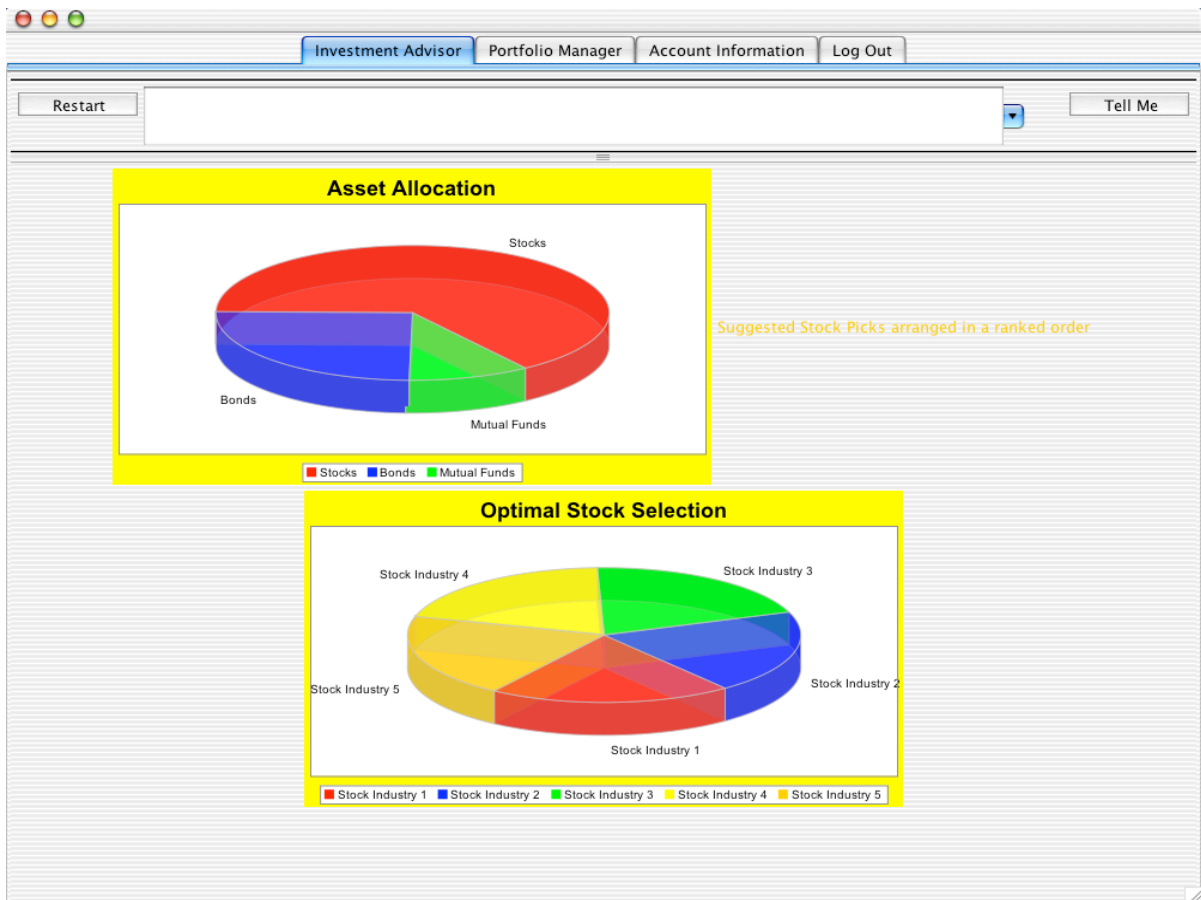 Investment Advisor Portfolio Manager Account Information Log Out
Restart Tell Me
Asset Allocation
Stocks
Suggested Stock Picks arranged in a ranked order
Bonds
Mutual Funds
Stocks Bonds Mutual Funds
Optimal Stock Selection
Stock Industry 4 Stock Industry 3
Stock Industry 5 Stock Industry 2
Stock Industry 1
Stock Industry 1 Stock Industry 2 Stock Industry 3 Stock Industry 4 Stock Industry 5